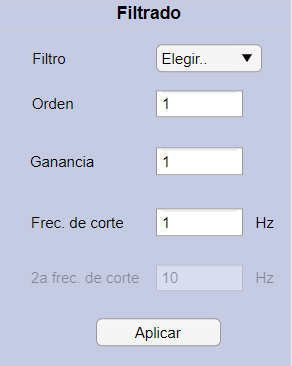 Filtrado
Filtro Elegir..
Orden 1
Ganancia 1
Frec. de corte 1 Hz
2a frec. de corte 10 Hz
Aplicar